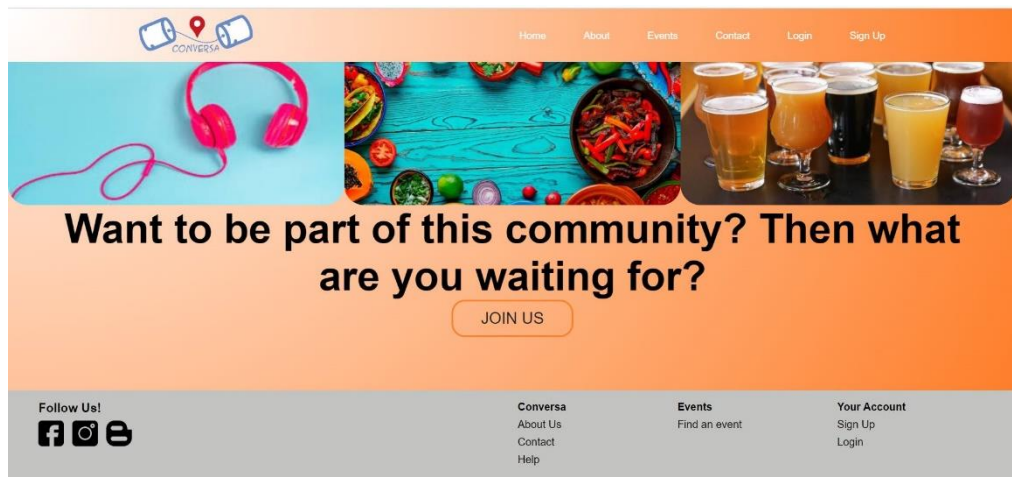 CONVERSA
Home About Events Contact Login Sign Up
Want to be part of this community? Then what
are you waiting for?
JOIN US
Follow Us!
Conversa
About Us
Contact
Help
Events
Find an event
Your Account
Sign Up
Login